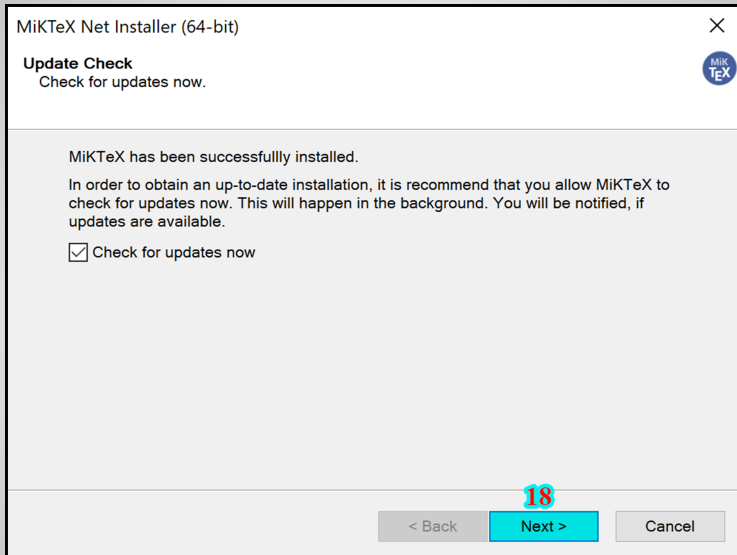 MiKTeX Net Installer (64-bit)
Update Check
Check for updates now.
MiK
TEX
MiKTeX has been successfullly installed.
In order to obtain an up-to-date installation, it is recommend that you allow MiKTeX to
check for updates now. This will happen in the background. You will be notified, if
updates are available.
Check for updates now
18
< Back Next > Cancel